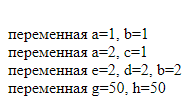 переменная a=1, b=1
переменная a=2, c=1
переменная e=2, d=2, b=2
переменная g=50, h=50